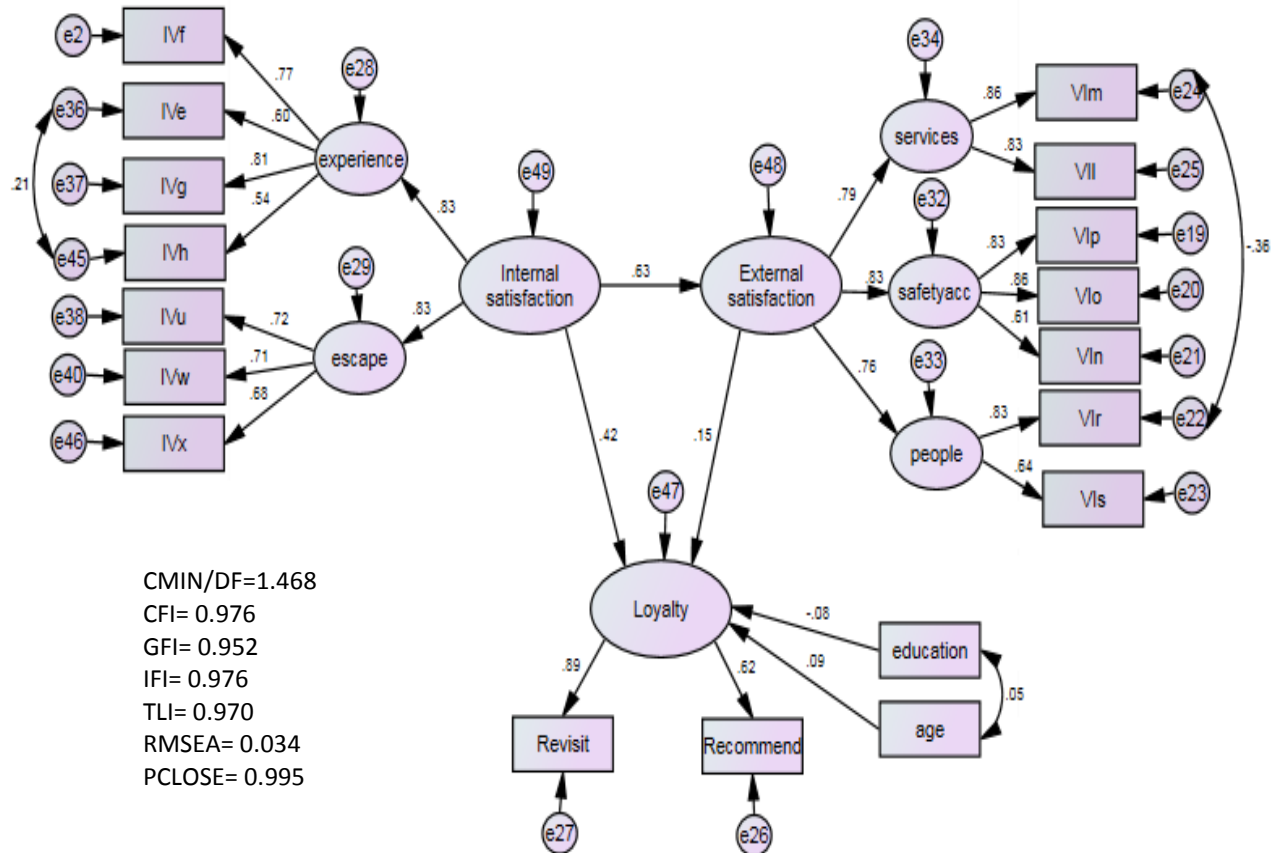 e2
IVf
.77
e28
e36
IVe
.60
experience
.21
e37
IVg
.81
.54
e45
IVh
.83
e29
e38
IVu
.72
.83
escape
e40
IVw
.71
.68
e46
IVx
e49
Internal
satisfaction
.63
e48
External
satisfaction
.42
.15
e34
services
.79
.86
VIm
e24
.83
VIl
e25
e32
safetyacc
.83
.83
VIp
e19
.86
VIo
e20
.61
VIn
e21
-.36
e33
people
.76
.83
VIr
e22
.64
VIs
e23
e47
Loyalty
-.08
education
.09
age
.05
.89
Revisit
e27
.62
Recommend
e26
CMIN/DF=1.468
CFI= 0.976
GFI= 0.952
IFI= 0.976
TLI= 0.970
RMSEA= 0.034
PCLOSE= 0.995